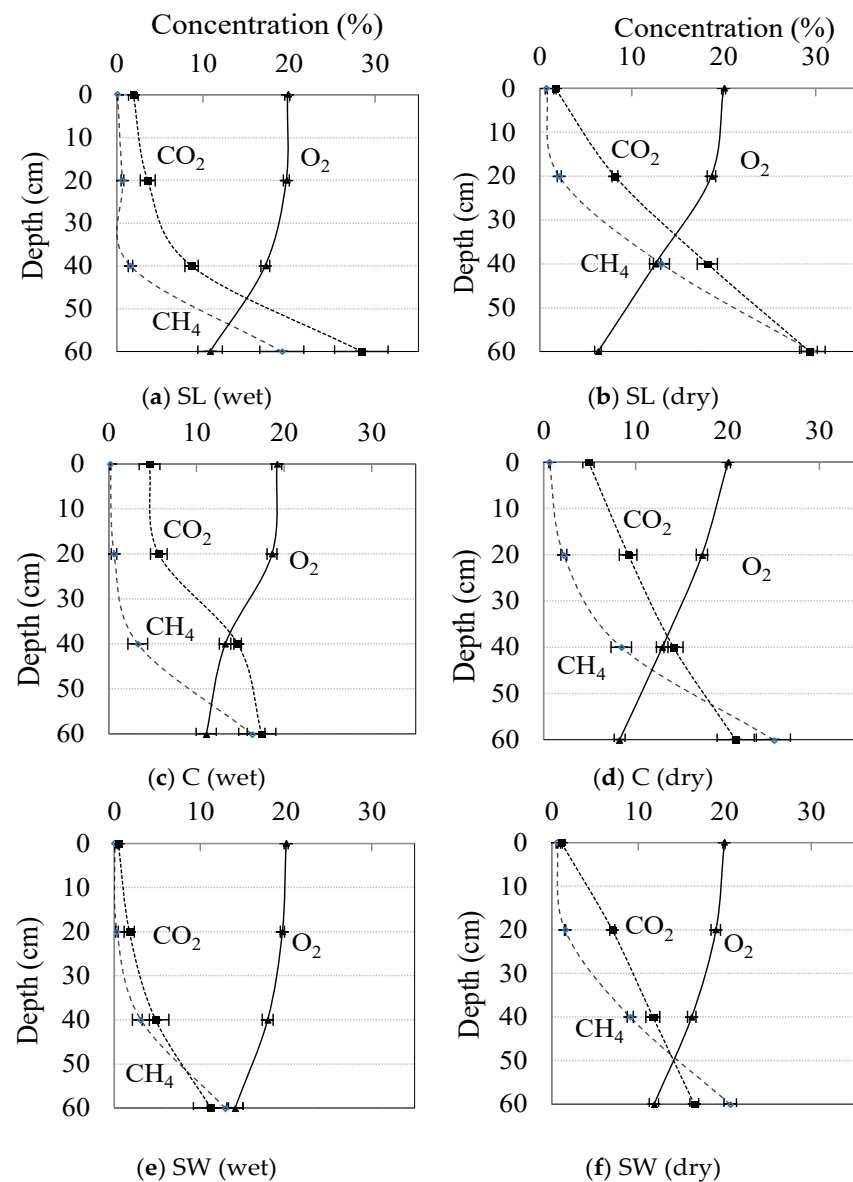 Concentration (%)
0 10 20 30
0
10
20
30
40
50
60
Depth (cm)
CO₂
O₂
CH₄
(a) SL (wet)
Concentration (%)
0 10 20 30
0
10
20
30
40
50
60
Depth (cm)
CO₂
O₂
CH₄
(b) SL (dry)
0 10 20 30
0
10
20
30
40
50
60
Depth (cm)
CO₂
O₂
CH₄
(c) C (wet)
0 10 20 30
0
10
20
30
40
50
60
Depth (cm)
CO₂
O₂
CH₄
(d) C (dry)
0 10 20 30
0
10
20
30
40
50
60
Depth (cm)
CO₂
O₂
CH₄
(e) SW (wet)
0 10 20 30
0
10
20
30
40
50
60
Depth (cm)
CO₂
O₂
CH₄
(f) SW (dry)